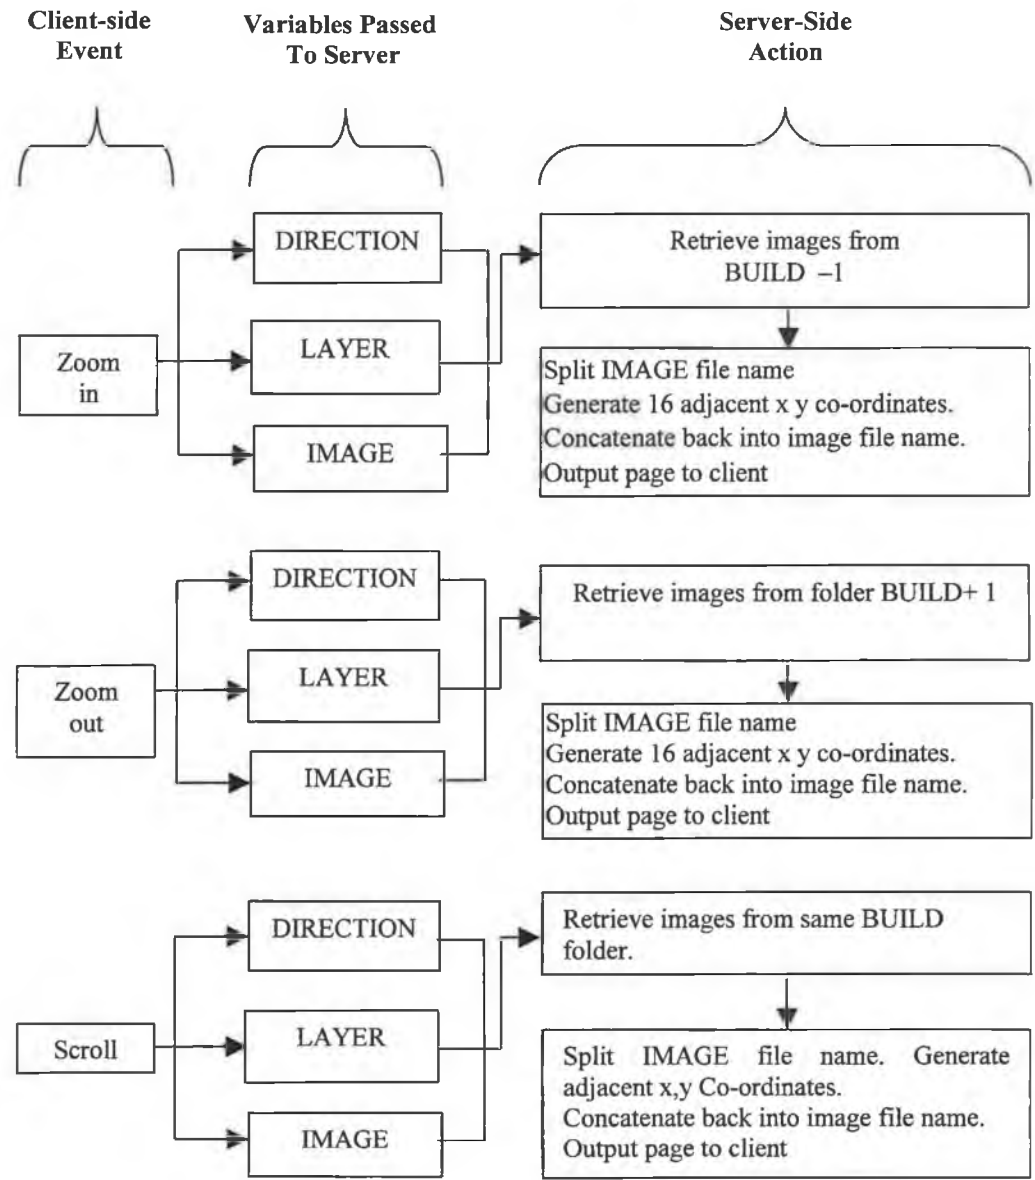 Client-side
Event
Variables Passed
To Server
Server-Side
Action
Zoom
in
DIRECTION
LAYER
IMAGE
Retrieve images from
BUILD –1
Split IMAGE file name
Generate 16 adjacent x y co-ordinates.
Concatenate back into image file name.
Output page to client
Zoom
out
DIRECTION
LAYER
IMAGE
Retrieve images from folder BUILD+ 1
Split IMAGE file name
Generate 16 adjacent x y co-ordinates.
Concatenate back into image file name.
Output page to client
Scroll
DIRECTION
LAYER
IMAGE
Retrieve images from same BUILD
folder.
Split IMAGE file name. Generate
adjacent x,y Co-ordinates.
Concatenate back into image file name.
Output page to client